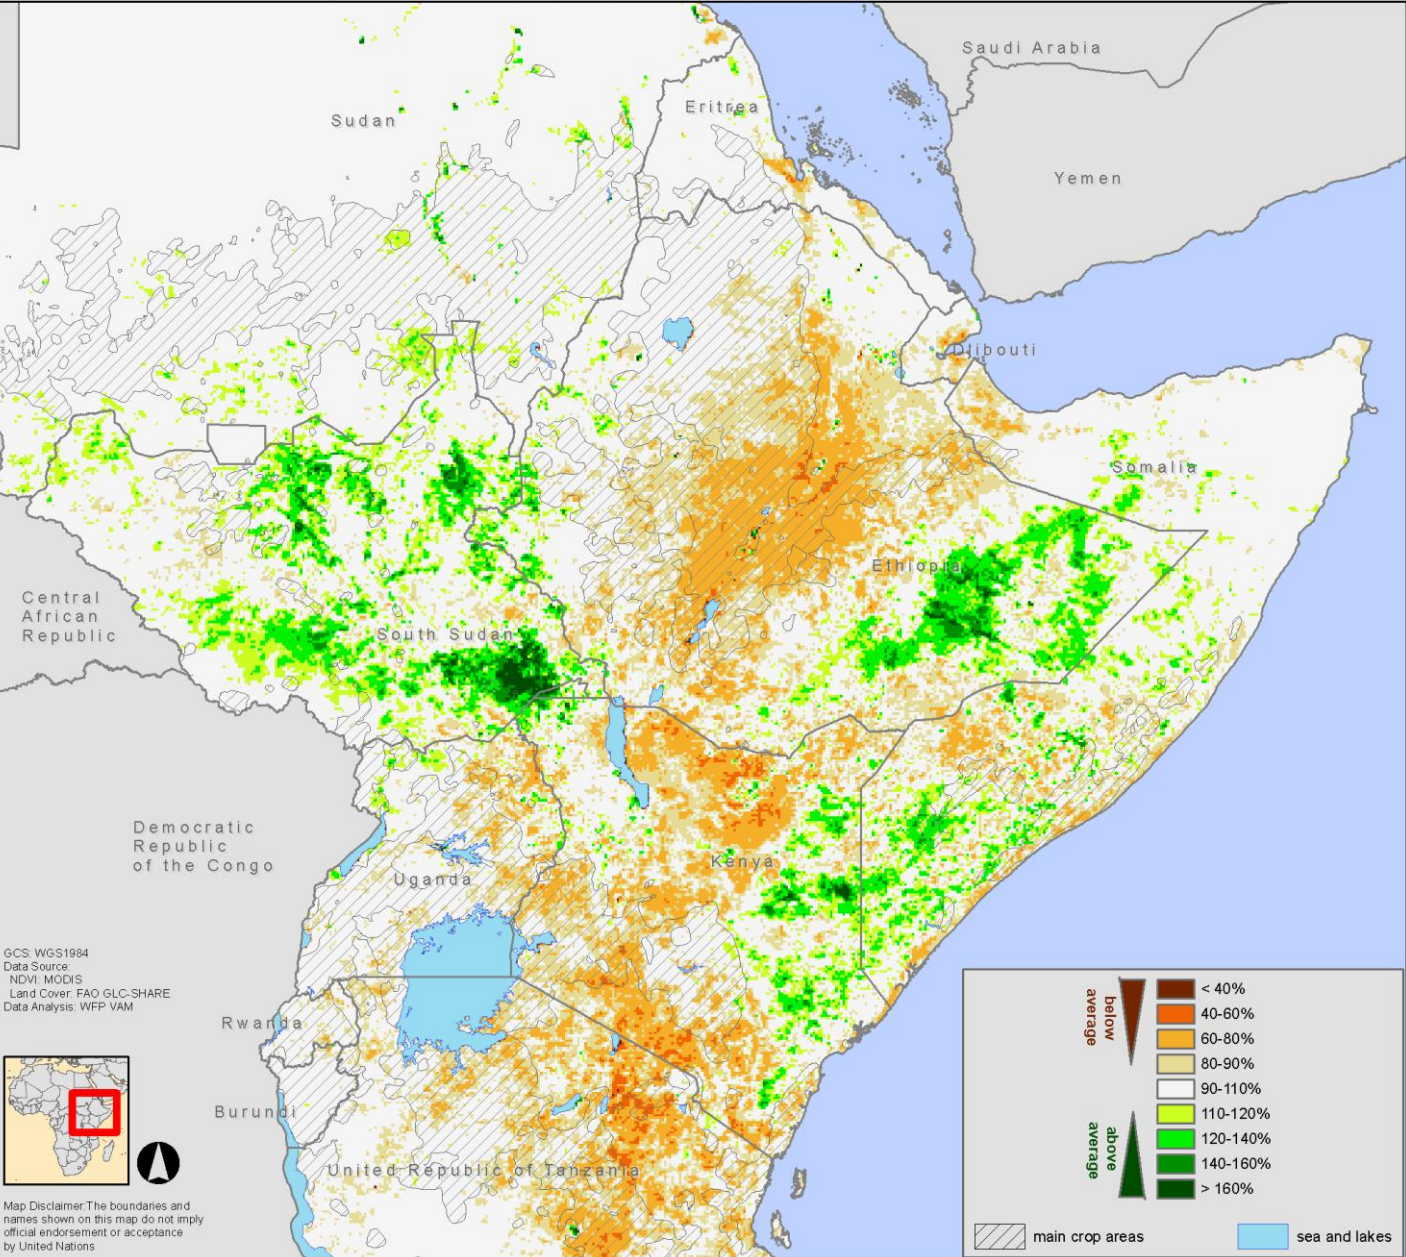 Saudi Arabia
Sudan
Eritrea
Yemen
Djibouti
Somalia
Ethiopia
Central
African
Republic
South Sudan
Democratic
Republic
of the Congo
Kenya
Uganda
GCS: WGS1984
Data Source:
NDVI: MODIS
Land Cover: FAO GLC-SHARE
Data Analysis: WFP VAM
Rwanda
Burundi
United Republic of Tanzania
Map Disclaimer:The boundaries and
names shown on this map do not imply
official endorsement or acceptance
by United Nations
below
average
< 40%
40-60%
60-80%
80-90%
90-110%
above
average
110-120%
120-140%
140-160%
> 160%
main crop areas
sea and lakes